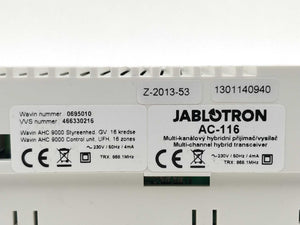 Z-2013-53
1301140940
Wavin nummer : 0695010
VVS nummer : 466330216
Wavin AHC 9000 Styreenhed. GV. 16 kredse
Wavin AHC 9000 Control unit. UFH. 16 zones
CE
230V / 50Hz / 4mA
TRX: 868.1MHz
JABLOTRON
AC-116
Multi-kanálový hybridní přijímač/vysílač
Multi-channel hybrid transceiver
CE
230V / 50Hz / 4mA
TRX: 868.1MHz